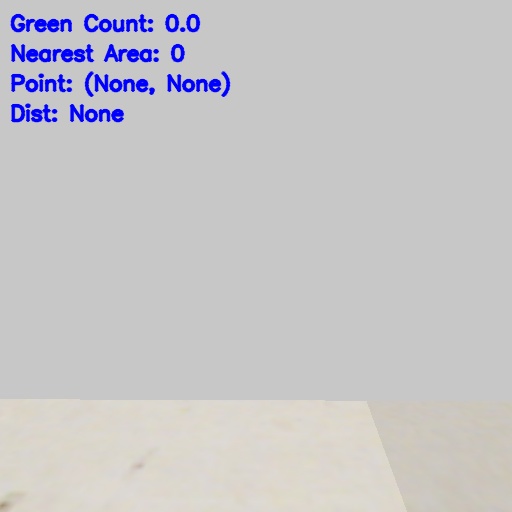 Green Count: 0.0
Nearest Area: 0
Point: (None, None)
Dist: None